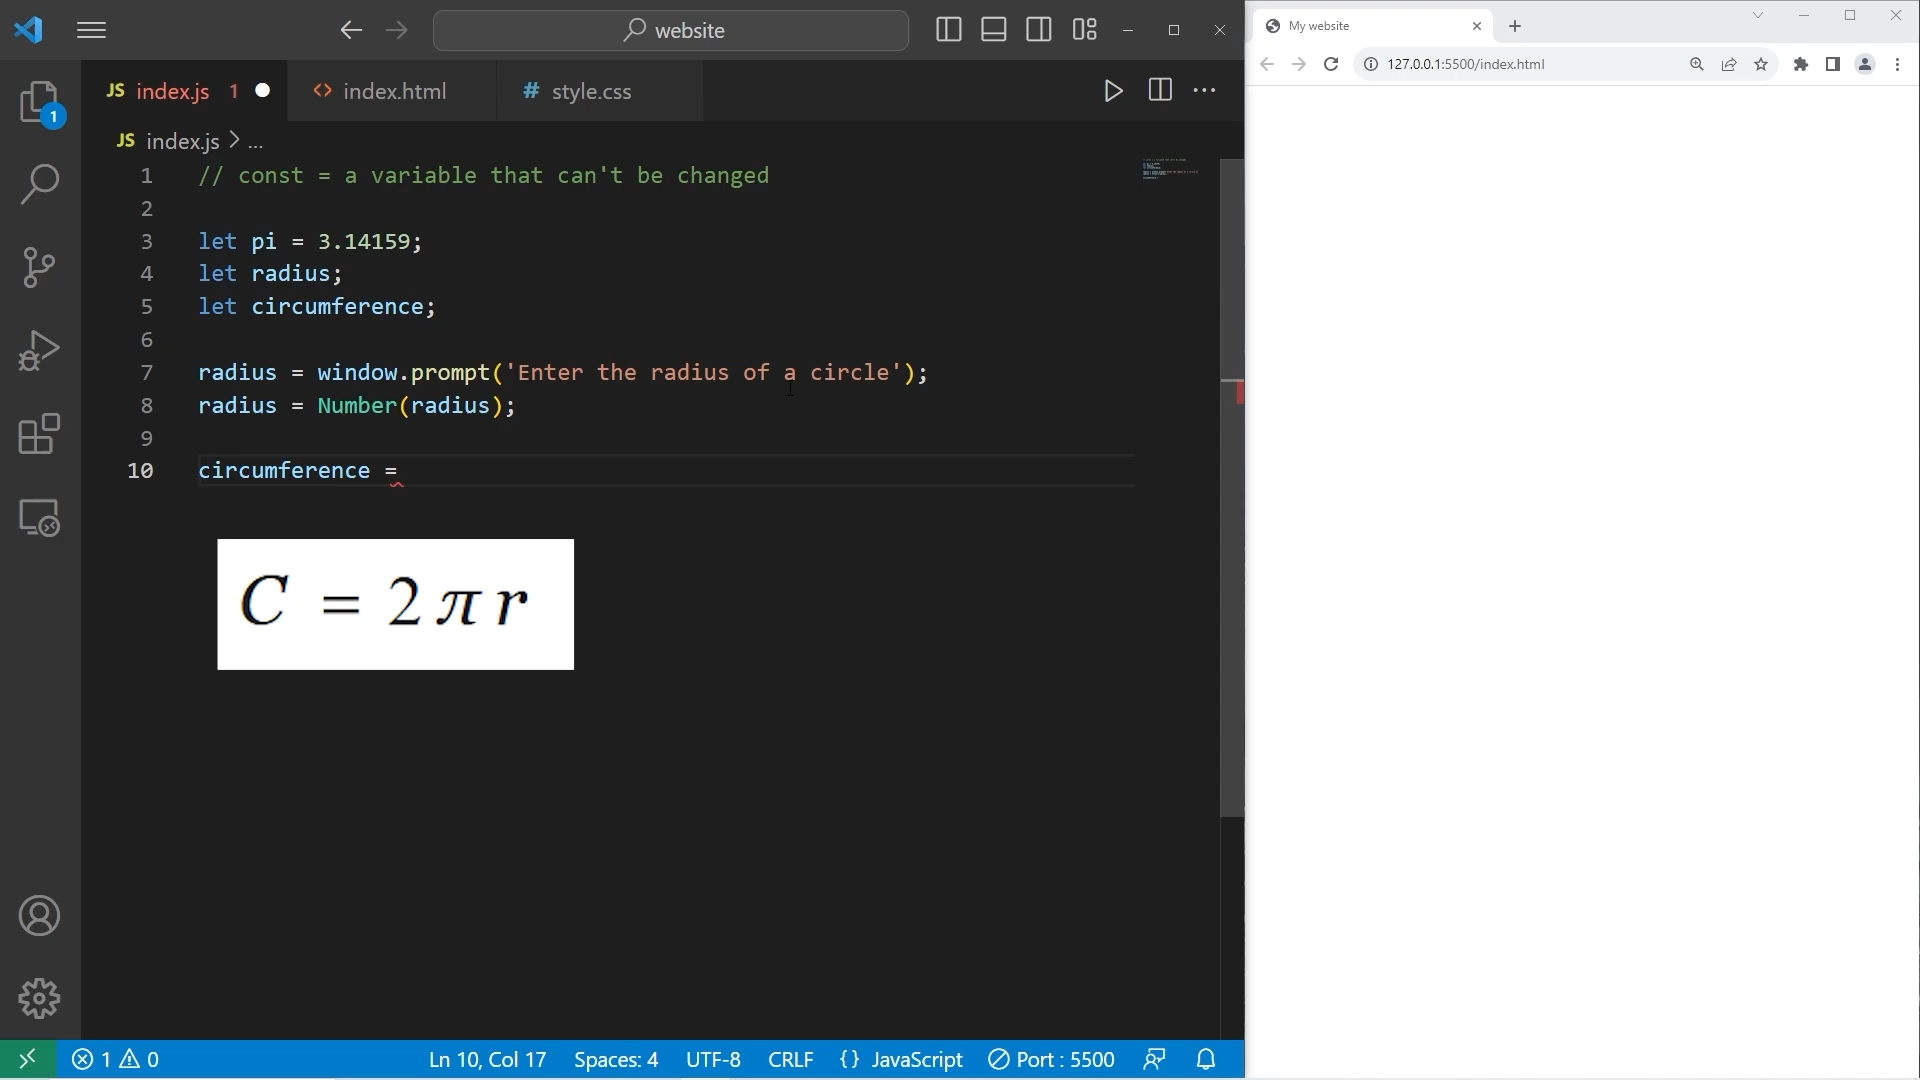 website
My website
127.0.0.1:5500/index.html
JS index.js 1
<> index.html
# style.css
1
JS index.js > ...
1 // const = a variable that can't be changed
2
3 let pi = 3.14159;
4 let radius;
5 let circumference;
6
7 radius = window.prompt('Enter the radius of a circle');
8 radius = Number(radius);
9
10 circumference =
C = 2 π r
1 0
Ln 10, Col 17
Spaces: 4
UTF-8
CRLF
{} JavaScript
Port : 5500